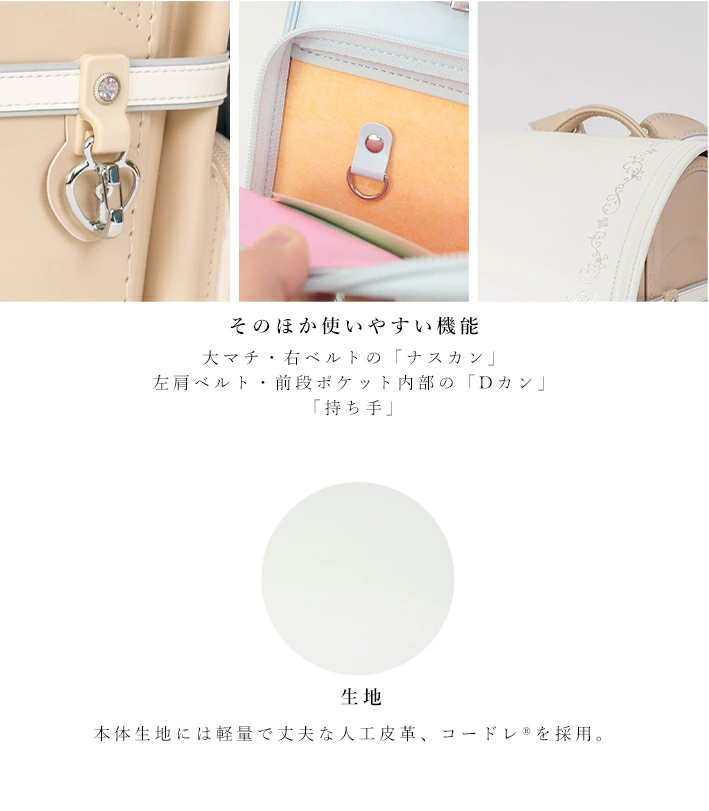 そのほか使いやすい機能
大マチ・右ベルトの「ナスカン」
左肩ベルト・前段ポケット内部の「Dカン」
「持ち手」
生地
本体生地には軽量で丈夫な人工皮革、コードレ®を採用。